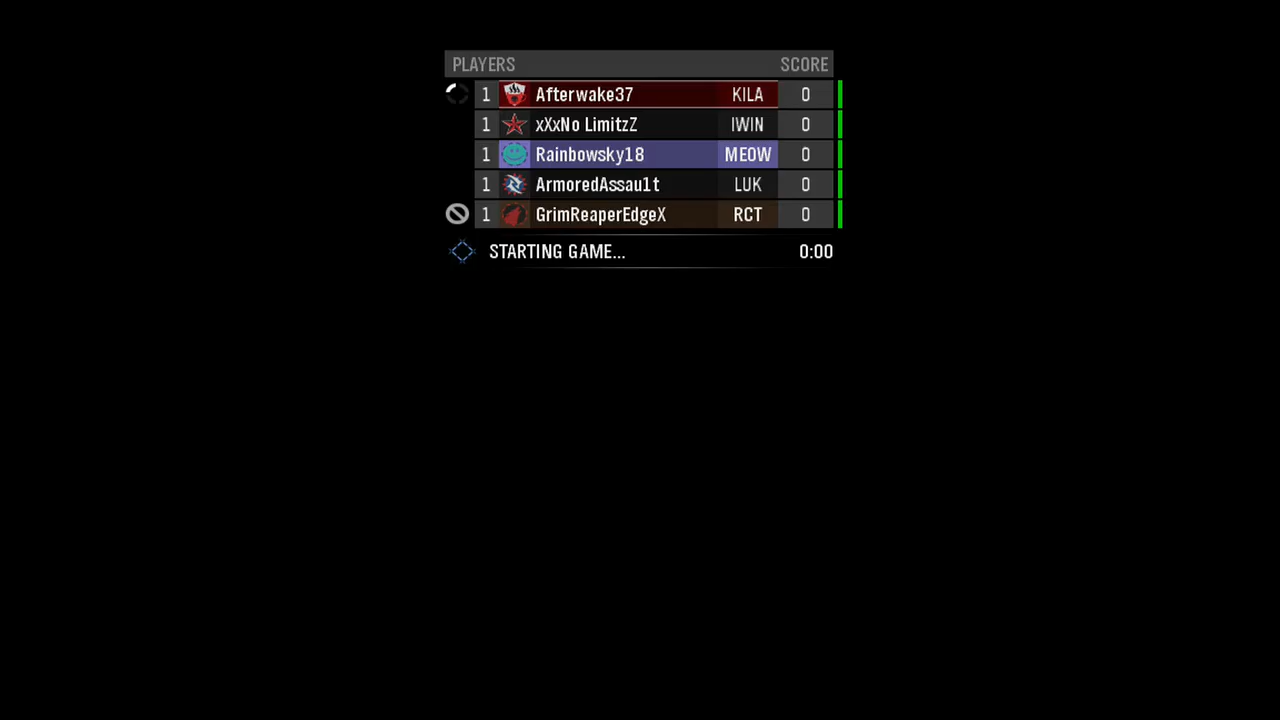 PLAYERS SCORE
1 Afterwake37 KILA 0
1 xXxNo LimitzZ IWIN 0
1 Rainbowsky18 MEOW 0
1 ArmoredAssau1t LUK 0
1 GrimReaperEdgeX RCT 0
STARTING GAME... 0:00